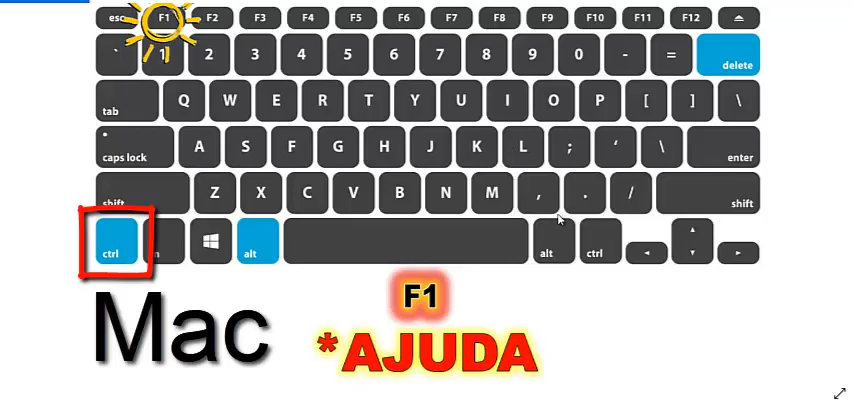 esc F1 F2 F3 F4 F5 F6 F7 F8 F9 F10 F11 F12
` 1 2 3 4 5 6 7 8 9 0 - = delete
tab Q W E R T Y U I O P [ ] \
caps lock A S F G H J K L ; ‘ \ enter
shift Z X C V B N M , . / shift
ctrl n alt alt ctrl
Mac
F1
*AJUDA